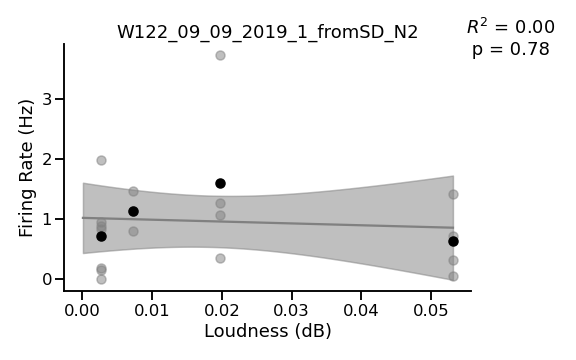 W122_09_09_2019_1_fromSD_N2
R² = 0.00
p = 0.78
Firing Rate (Hz)
3
2
1
0
0.00 0.01 0.02 0.03 0.04 0.05
Loudness (dB)